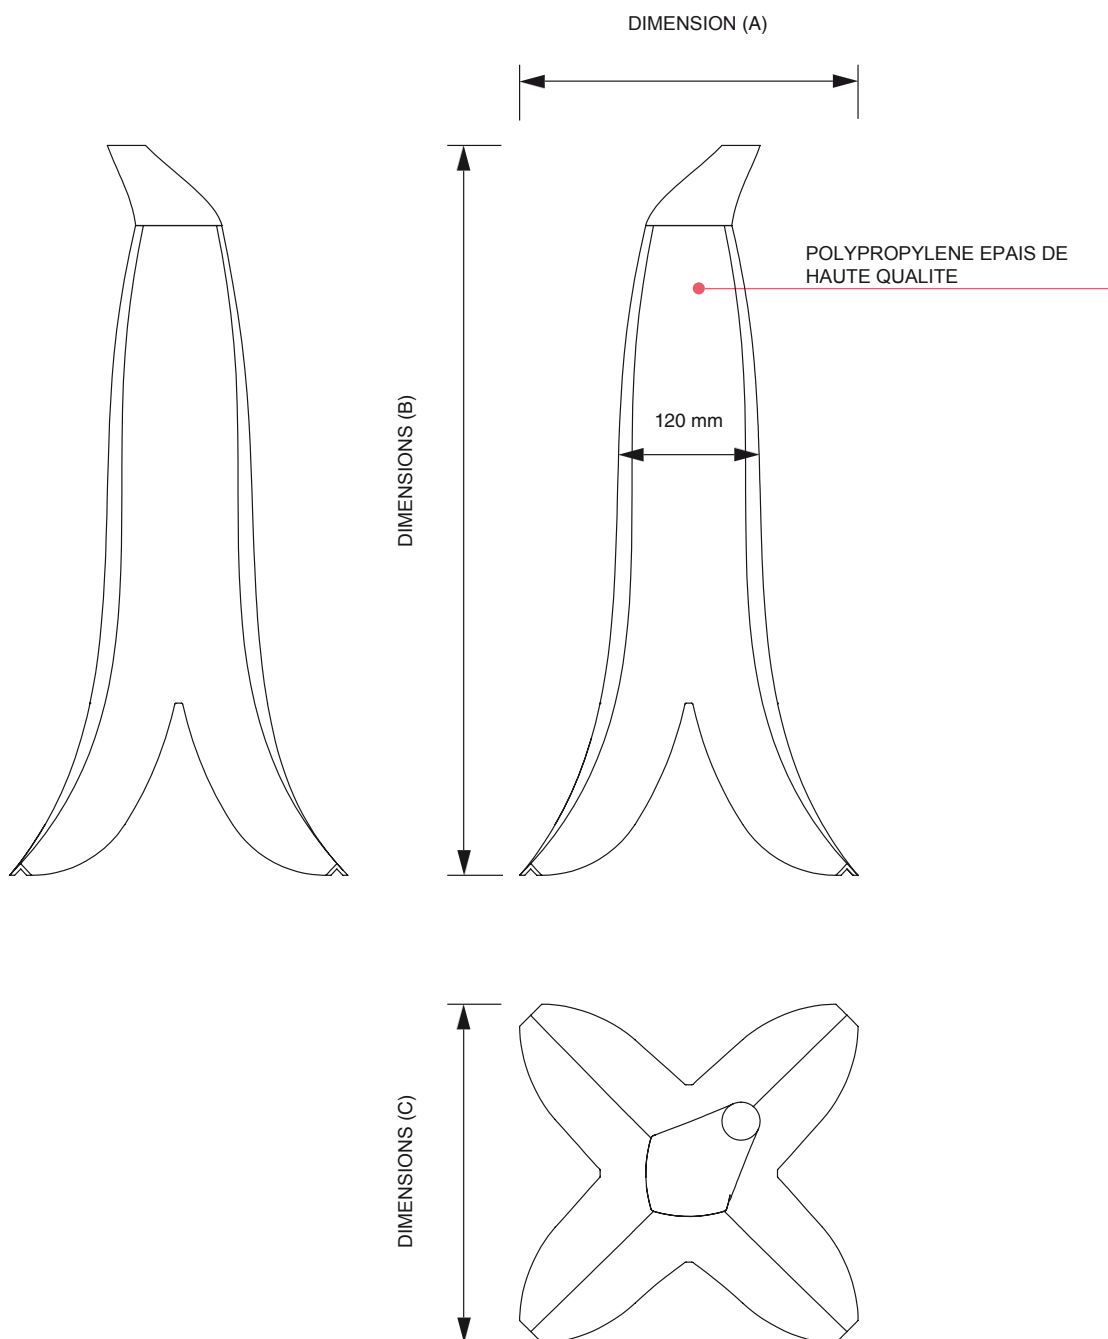 DIMENSION (A)
POLYPROPYLENE EPAIS DE
HAUTE QUALITE
120 mm
DIMENSIONS (B)
DIMENSIONS (C)